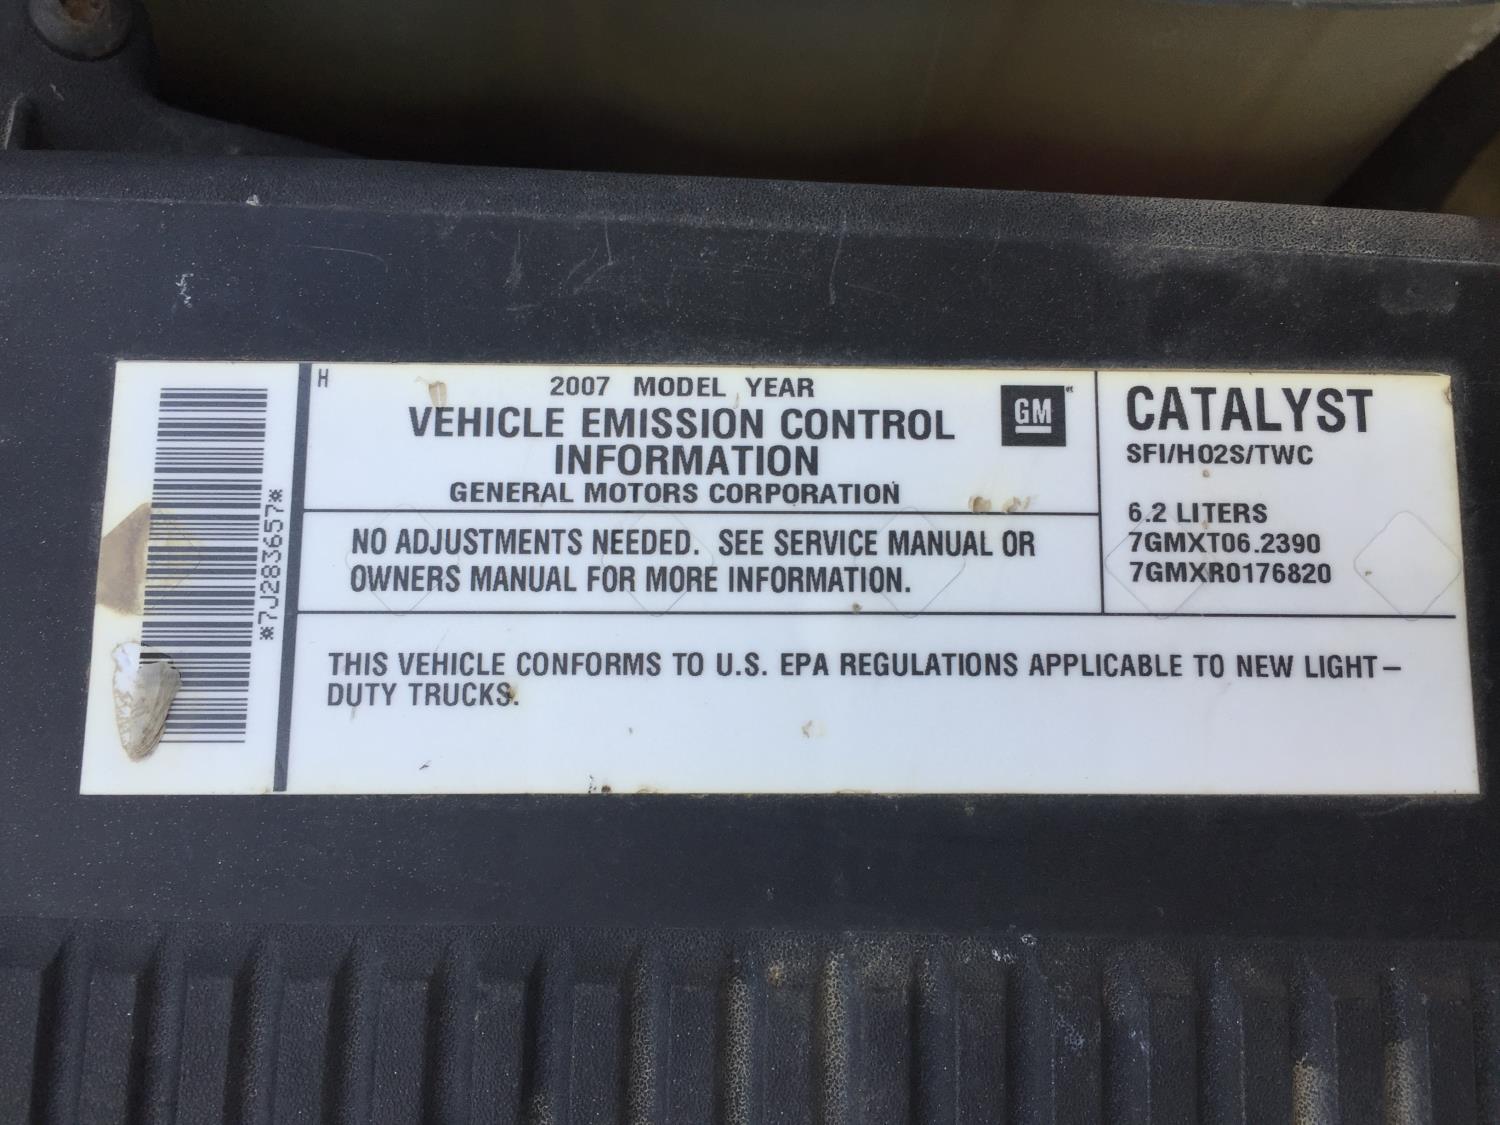 H
2007 MODEL YEAR
VEHICLE EMISSION CONTROL
INFORMATION
GENERAL MOTORS CORPORATION
GM
CATALYST
SFI/HO2S/TWC
6.2 LITERS
7GMXT06.2390
7GMXR0176820
NO ADJUSTMENTS NEEDED. SEE SERVICE MANUAL OR
OWNERS MANUAL FOR MORE INFORMATION.
THIS VEHICLE CONFORMS TO U.S. EPA REGULATIONS APPLICABLE TO NEW LIGHT-
DUTY TRUCKS.
*7J283657*